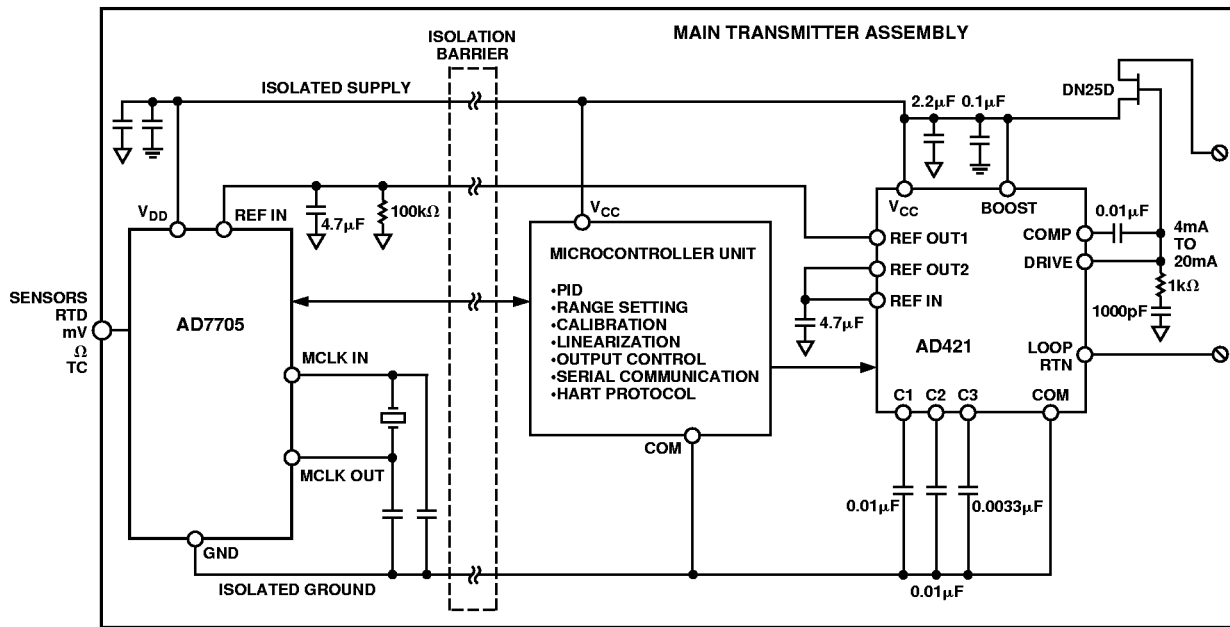 MAIN TRANSMITTER ASSEMBLY
ISOLATION
BARRIER
ISOLATED SUPPLY
DN25D
2.2µF
0.1µF
4.7µF
100kΩ
VDD
REF IN
VCC
VCC
BOOST
0.01µF
COMP
4mA
TO
20mA
DRIVE
1kΩ
1000pF
REF OUT1
REF OUT2
REF IN
4.7µF
AD421
LOOP
RTN
C1
C2
C3
COM
MICROCONTROLLER UNIT
•PID
•RANGE SETTING
•CALIBRATION
•LINEARIZATION
•OUTPUT CONTROL
•SERIAL COMMUNICATION
•HART PROTOCOL
COM
SENSORS
RTD
mV
Ω
TC
AD7705
MCLK IN
MCLK OUT
GND
ISOLATED GROUND
0.01µF
0.0033µF
0.01µF